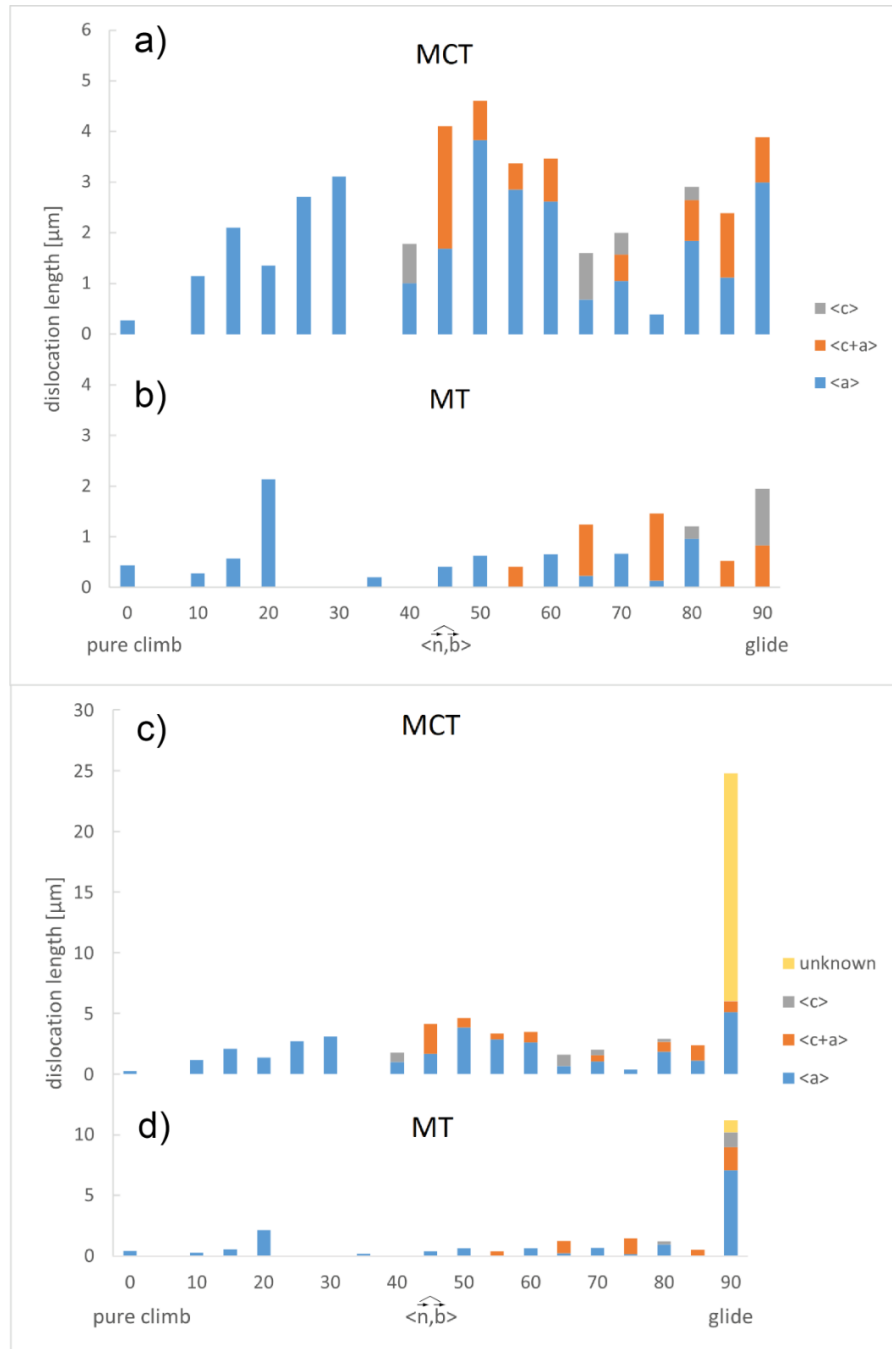 a)
MCT
6
5
4
3
2
1
0
dislocation length [µm]
<c>
<c+a>
<a>
b)
MT
4
3
2
1
0
0 10 20 30 40 50 60 70 80 90
pure climb <n,b> glide
c)
MCT
30
25
20
15
10
5
0
dislocation length [µm]
unknown
<c>
<c+a>
<a>
d)
MT
10
5
0
0 10 20 30 40 50 60 70 80 90
pure climb <n,b> glide